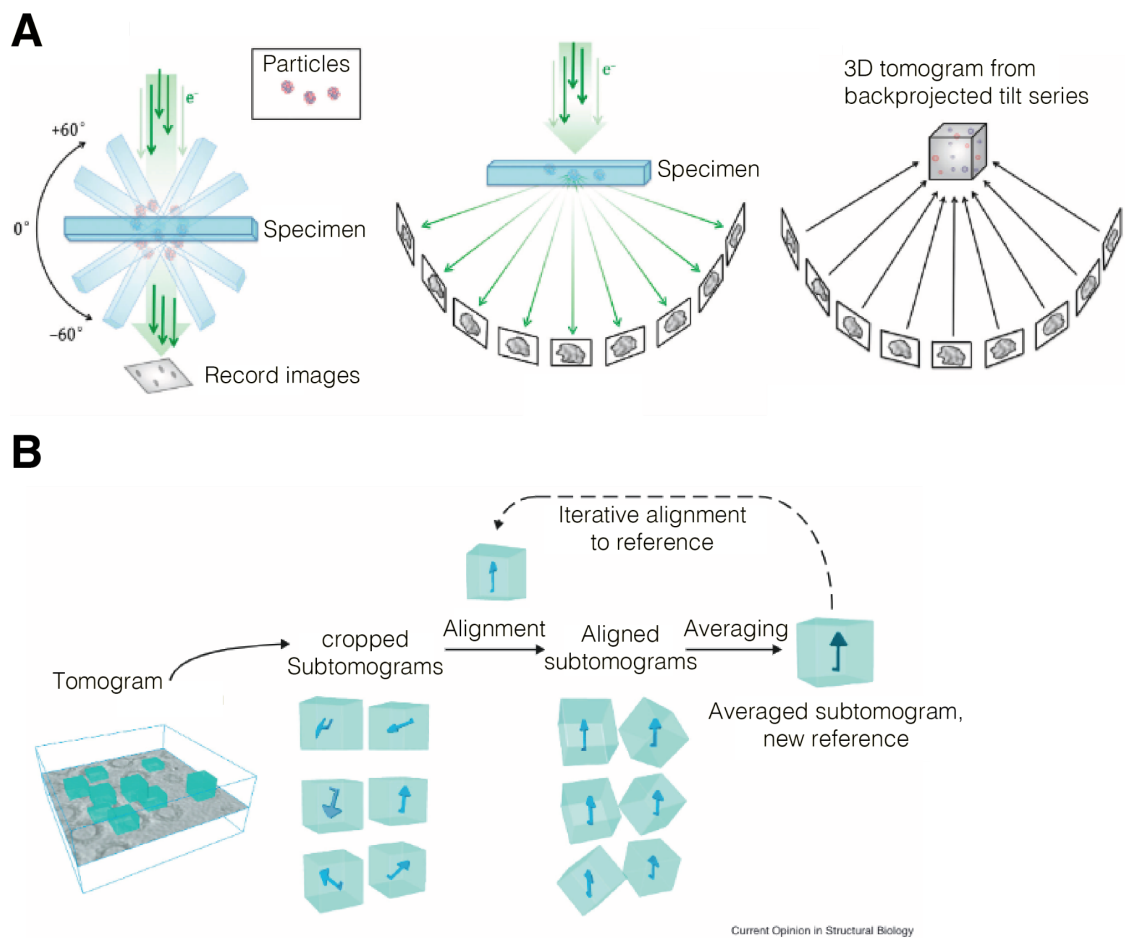 A
Particles
e⁻
+60°
0°
−60°
Specimen
Record images
e⁻
Specimen
3D tomogram from
backprojected tilt series
B
Iterative alignment
to reference
Tomogram
cropped
Subtomograms
Alignment
Aligned
subtomograms
Averaging
Averaged subtomogram,
new reference
Current Opinion in Structural Biology